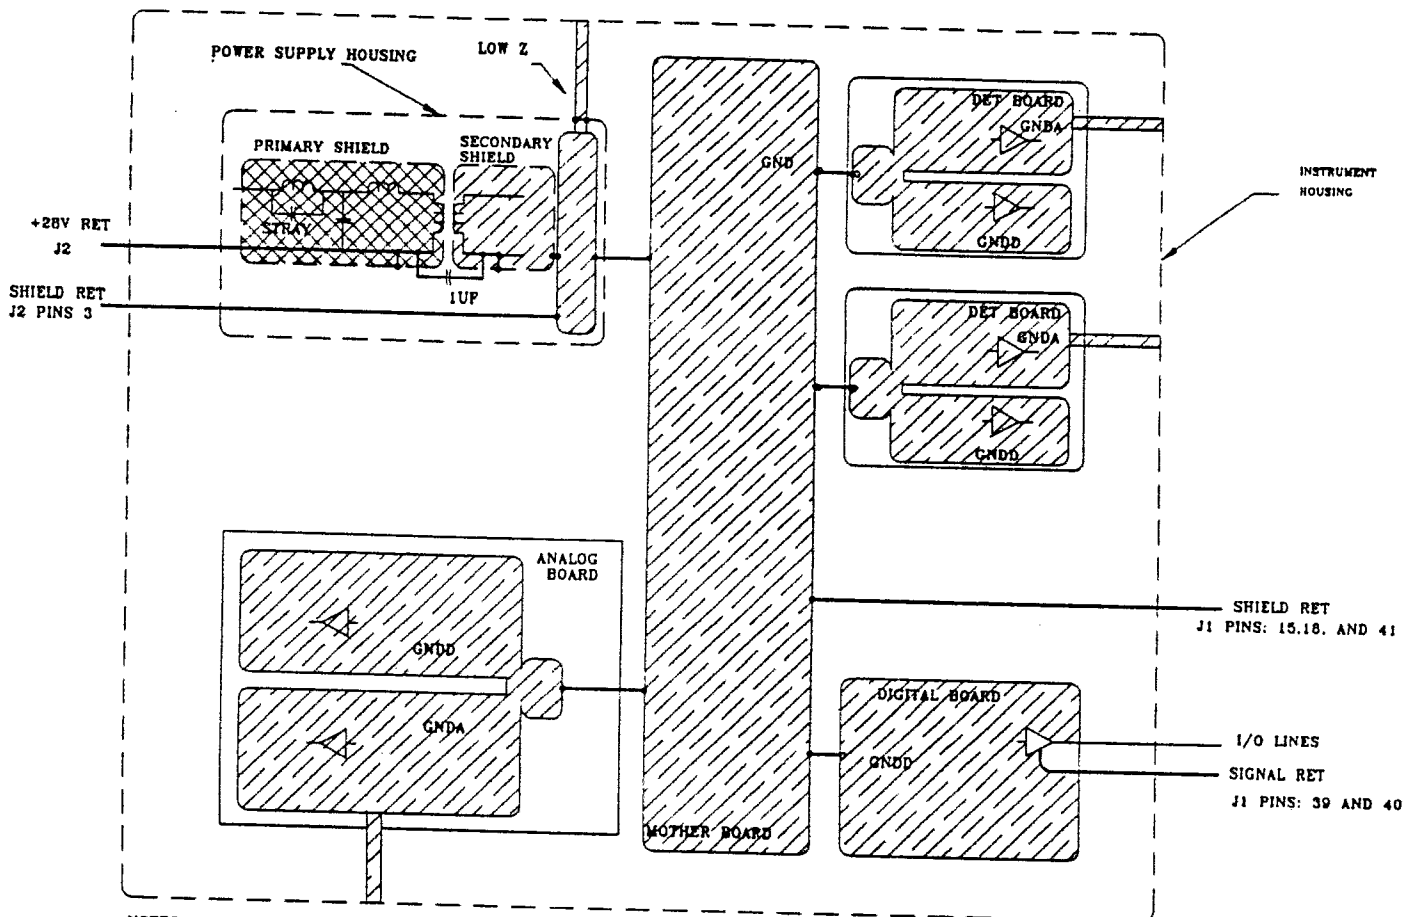 POWER SUPPLY HOUSING
LOW Z
PRIMARY SHIELD
SECONDARY
SHIELD
STRAY
+28V RET
J2
1UF
SHIELD RET
J2 PINS 3
GND
DET BOARD
GNDA
GNDD
INSTRUMENT
HOUSING
DET BOARD
GNDA
GNDD
ANALOG
BOARD
GNDD
GNDA
MOTHER BOARD
SHIELD RET
J1 PINS: 15,18, AND 41
DIGITAL BOARD
GNDD
I/O LINES
SIGNAL RET
J1 PINS: 39 AND 40